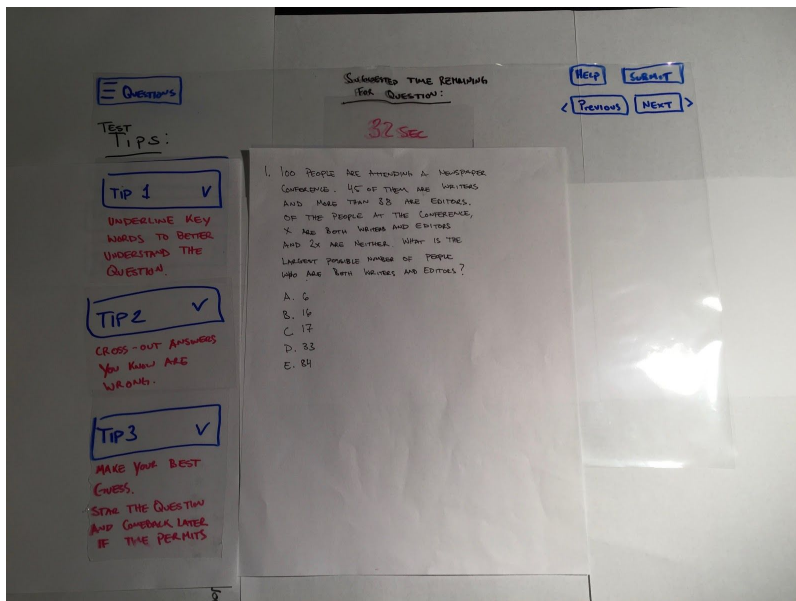 Questions
Suggested Time Remaining
For Question:
Help
Submit
< Previous
Next >
32 Sec
Test
Tips:
Tip 1
Underline key
words to better
understand the
question.
Tip 2
Cross-out answers
you know are
wrong.
Tip 3
Make your best
guess.
Star the question
and comeback later
if time permits
1. 100 people are attending a newspaper
conference. 45 of them are writers
and more than 38 are editors.
Of the people at the conference,
x are both writers and editors
and 2x are neither. What is the
largest possible number of people
who are both writers and editors?
A. 6
B. 16
C. 17
D. 33
E. 84